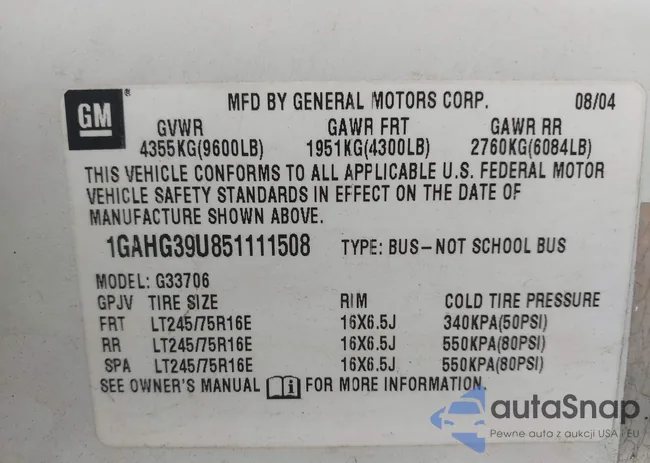 GM
®
MFD BY GENERAL MOTORS CORP. 08/04
GVWR GAWR FRT GAWR RR
4355KG(9600LB) 1951KG(4300LB) 2760KG(6084LB)
THIS VEHICLE CONFORMS TO ALL APPLICABLE U.S. FEDERAL MOTOR
VEHICLE SAFETY STANDARDS IN EFFECT ON THE DATE OF
MANUFACTURE SHOWN ABOVE.
1GAHG39U851111508 TYPE: BUS-NOT SCHOOL BUS
MODEL: G33706
GPJV TIRE SIZE RIM COLD TIRE PRESSURE
FRT LT245/75R16E 16X6.5J 340KPA(50PSI)
RR LT245/75R16E 16X6.5J 550KPA(80PSI)
SPA LT245/75R16E 16X6.5J 550KPA(80PSI)
SEE OWNER'S MANUAL i FOR MORE INFORMATION.
autaSnap
Pewne auta z aukcji USA - EU